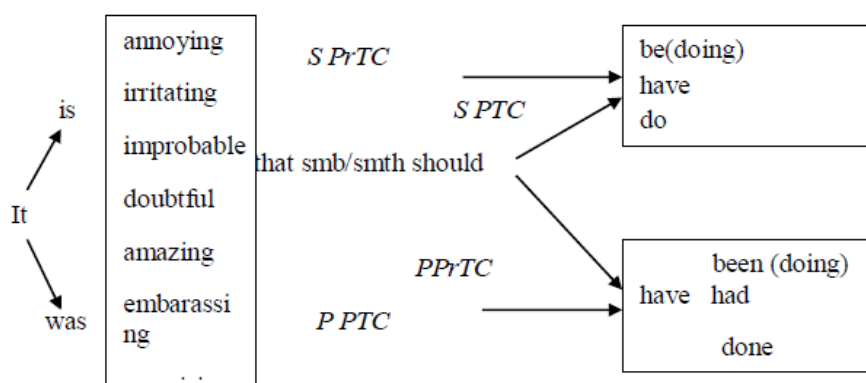 annoying
S PrTC
be(doing)
is
irritating
have
S PTC
do
improbable
that smb/smth should
doubtful
It
amazing
PPrTC
been (doing)
have had
was
embarassi
ng
P PTC
done